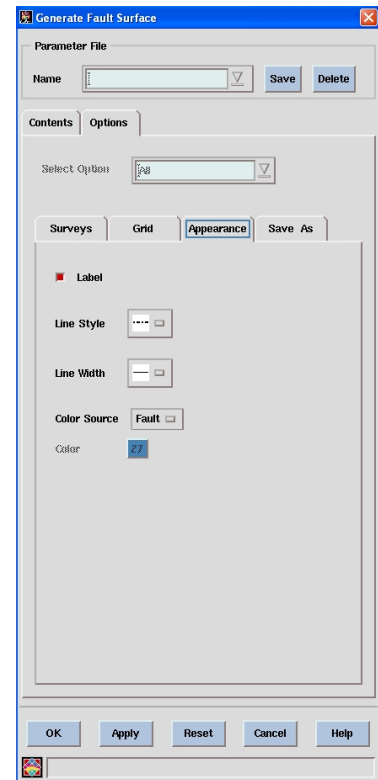 Generate Fault Surface
Parameter File
Name
Save
Delete
Contents
Options
Select Option
All
Surveys
Grid
Appearance
Save As
Label
Line Style
Line Width
Color Source
Fault
Color
27
OK
Apply
Reset
Cancel
Help